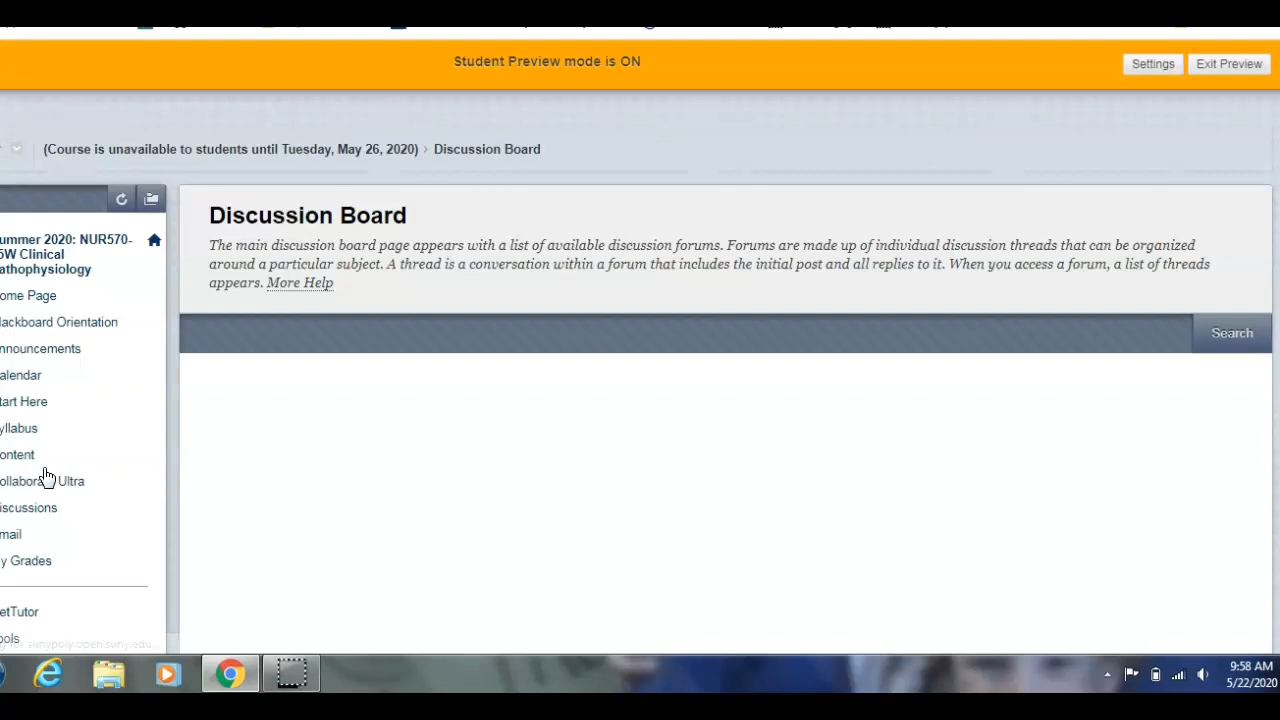 Student Preview mode is ON
Settings
Exit Preview
(Course is unavailable to students until Tuesday, May 26, 2020) › Discussion Board
ummer 2020: NUR570-
5W Clinical
athophysiology
ome Page
lackboard Orientation
nnouncements
alendar
tart Here
yllabus
ontent
ollabora Ultra
iscussions
mail
y Grades
etTutor
ools
Discussion Board
The main discussion board page appears with a list of available discussion forums. Forums are made up of individual discussion threads that can be organized
around a particular subject. A thread is a conversation within a forum that includes the initial post and all replies to it. When you access a forum, a list of threads
appears. More Help
Search
9:58 AM
5/22/2020